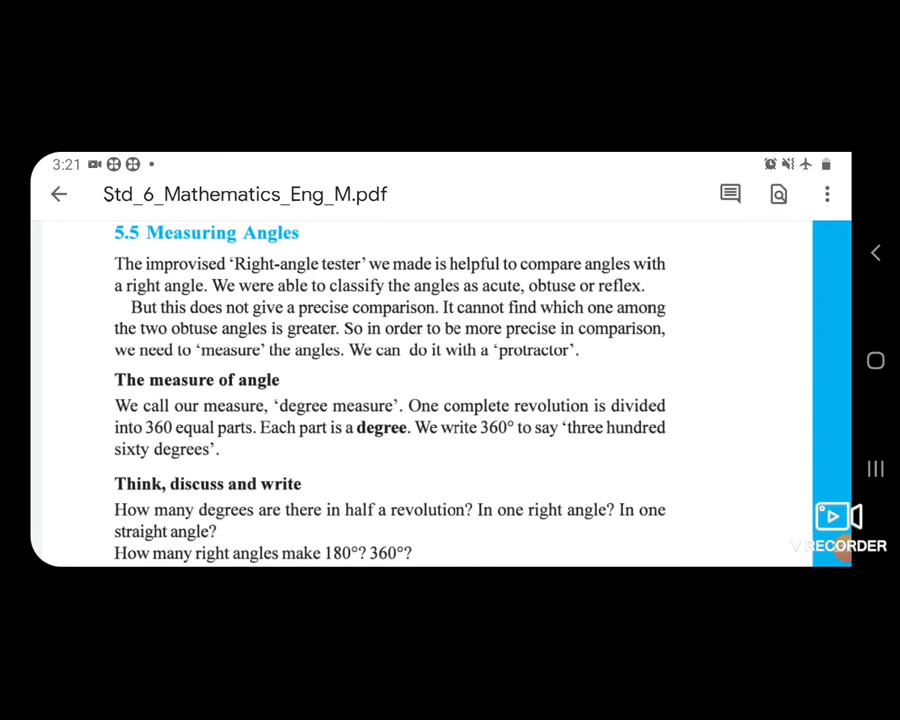 3:21
Std_6_Mathematics_Eng_M.pdf
5.5 Measuring Angles
The improvised ‘Right-angle tester’ we made is helpful to compare angles with
a right angle. We were able to classify the angles as acute, obtuse or reflex.
But this does not give a precise comparison. It cannot find which one among
the two obtuse angles is greater. So in order to be more precise in comparison,
we need to ‘measure’ the angles. We can do it with a ‘protractor’.
The measure of angle
We call our measure, ‘degree measure’. One complete revolution is divided
into 360 equal parts. Each part is a degree. We write 360° to say ‘three hundred
sixty degrees’.
Think, discuss and write
How many degrees are there in half a revolution? In one right angle? In one
straight angle?
How many right angles make 180°? 360°?
V RECORDER